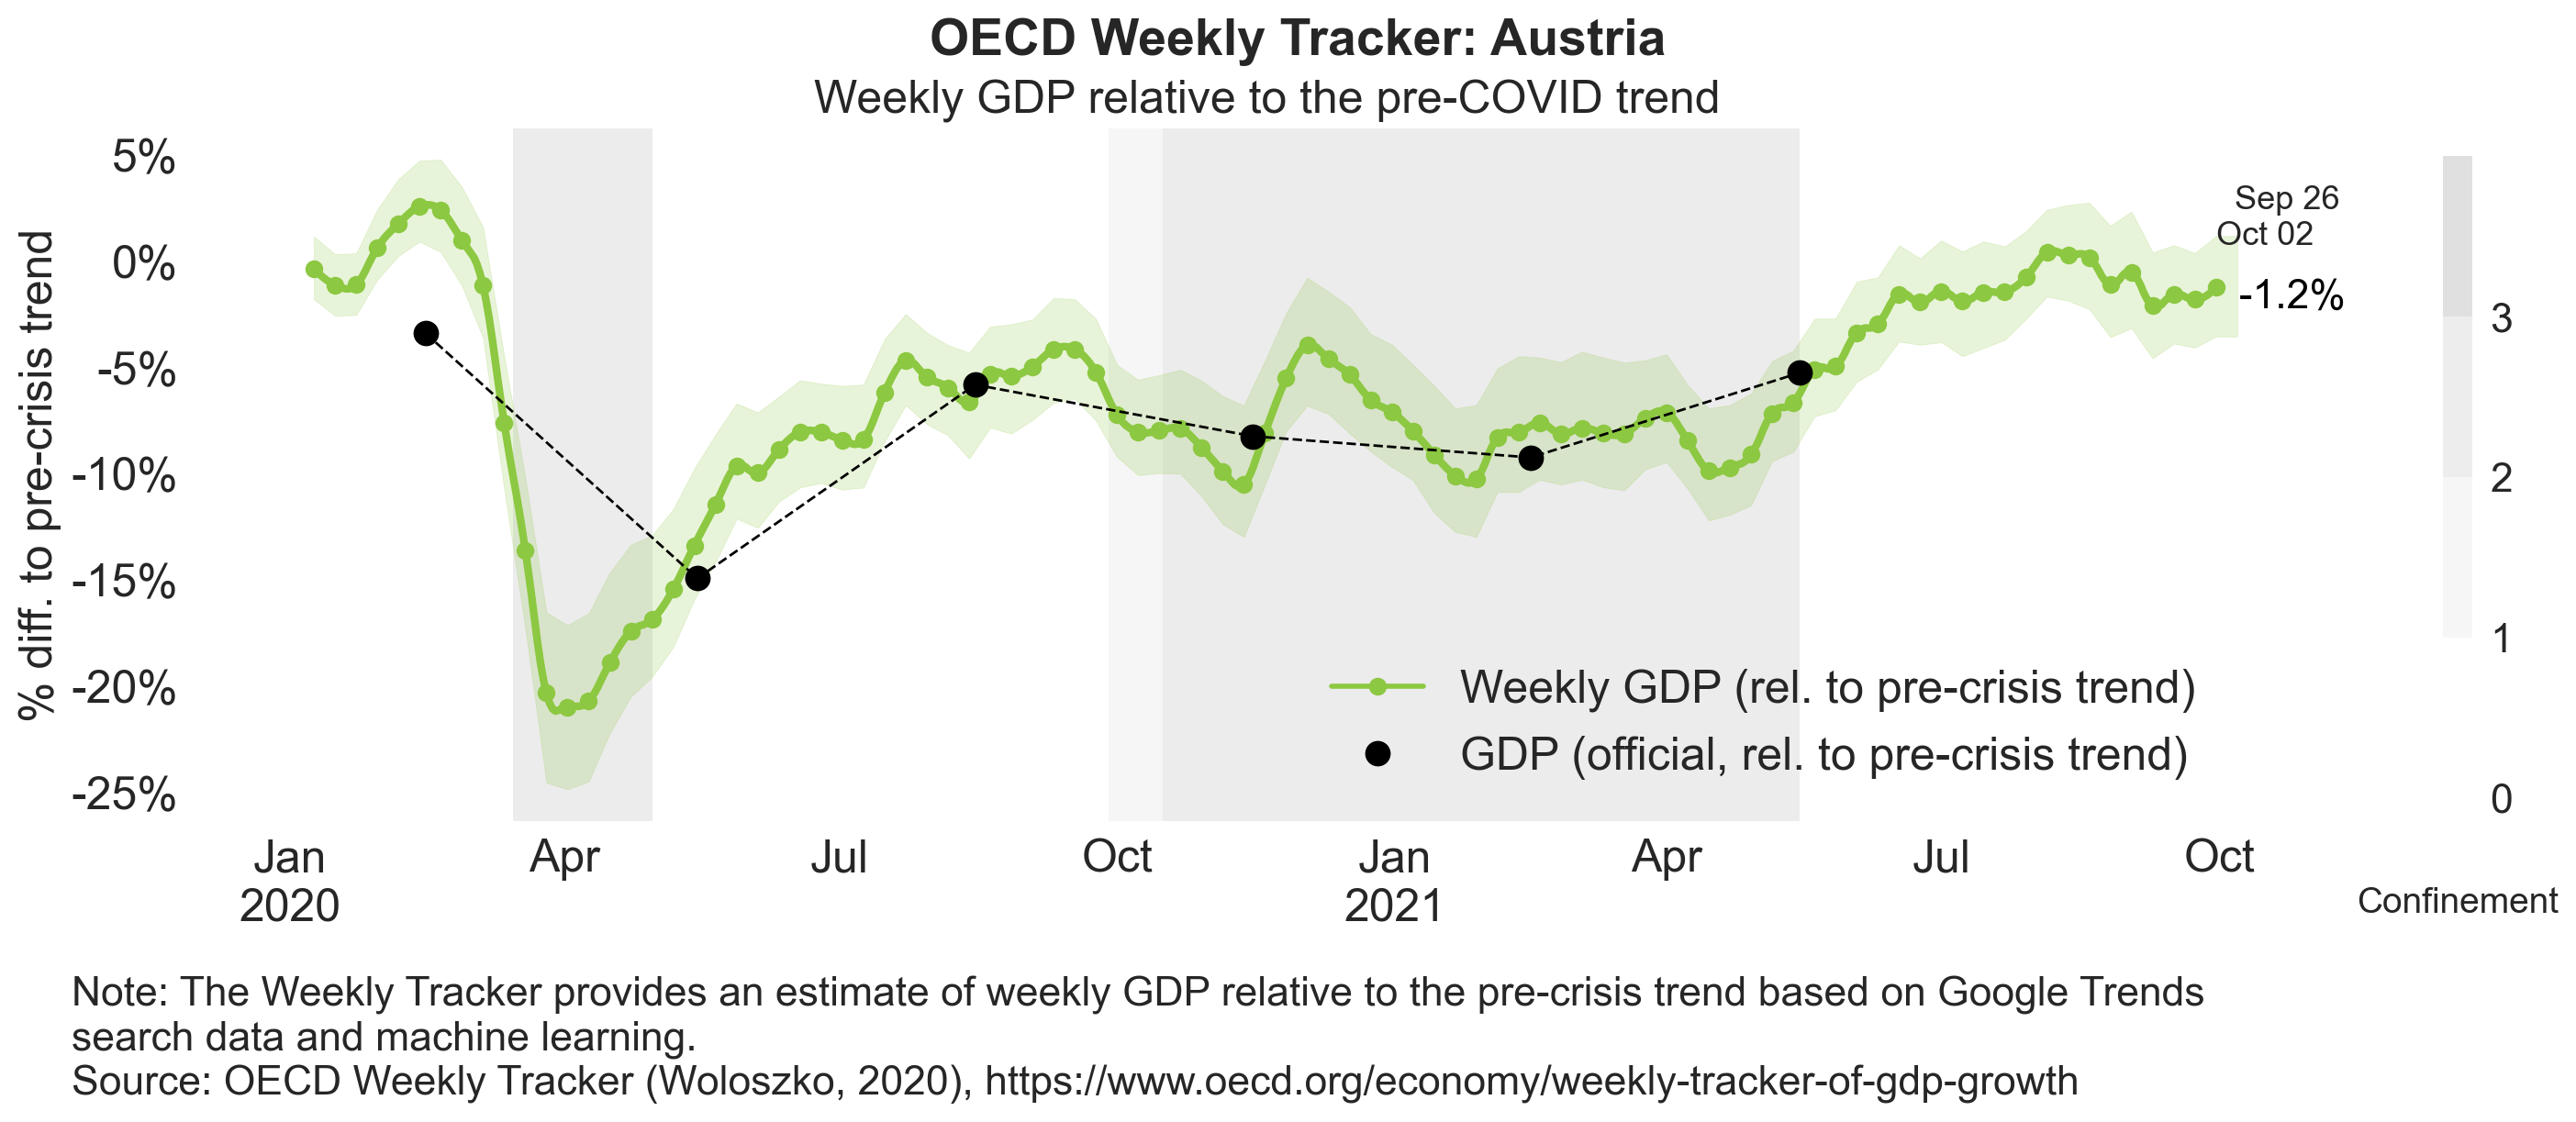 OECD Weekly Tracker: Austria
Weekly GDP relative to the pre-COVID trend
% diff. to pre-crisis trend
5%
0%
-5%
-10%
-15%
-20%
-25%
Sep 26
Oct 02
-1.2%
Weekly GDP (rel. to pre-crisis trend)
GDP (official, rel. to pre-crisis trend)
3
2
1
0
Confinement
Jan Apr Jul Oct Jan Apr Jul Oct
2020 2021
Note: The Weekly Tracker provides an estimate of weekly GDP relative to the pre-crisis trend based on Google Trends
search data and machine learning.
Source: OECD Weekly Tracker (Woloszko, 2020), https://www.oecd.org/economy/weekly-tracker-of-gdp-growth